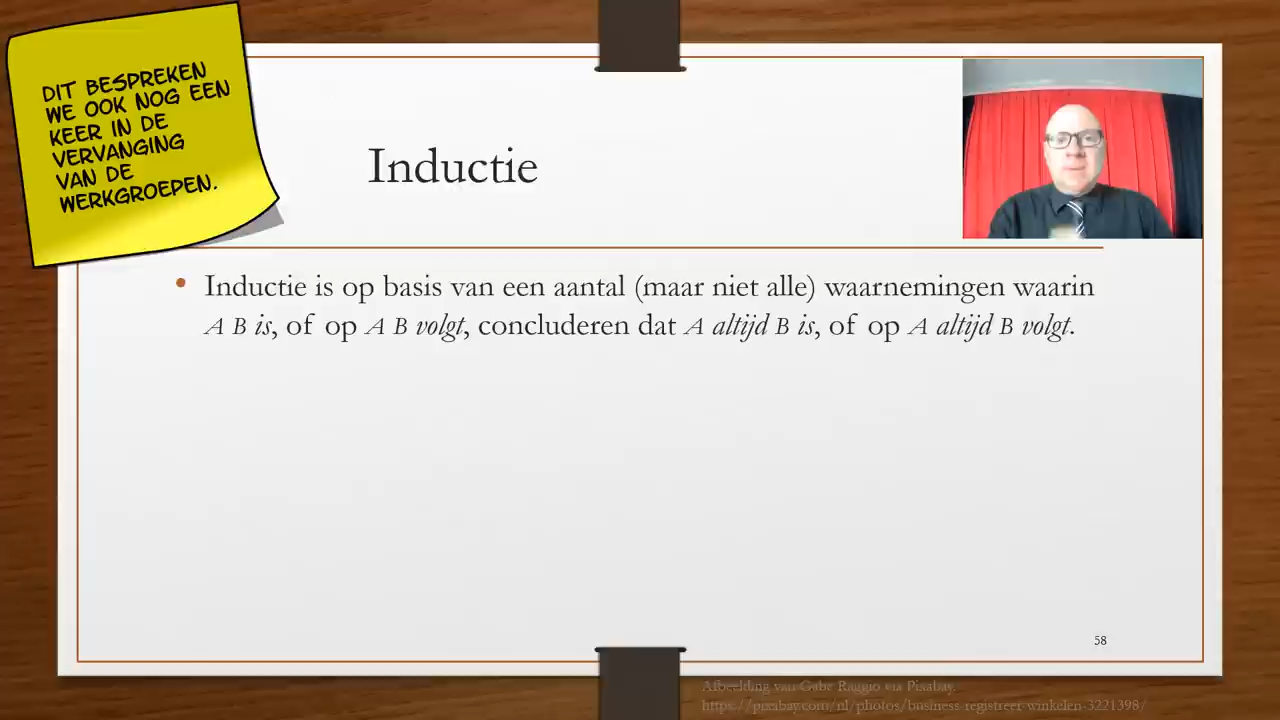 DIT BESPREKEN
WE OOK NOG EEN
KEER IN DE
VERVANGING
VAN DE
WERKGROEPEN.
Inductie
• Inductie is op basis van een aantal (maar niet alle) waarnemingen waarin
A B is, of op A B volgt, concluderen dat A altijd B is, of op A altijd B volgt.
58
Afbeelding van Gabe Raggio via Pixabay.
https://pixabay.com/nl/photos/business-registreer-winkelen-3221398/